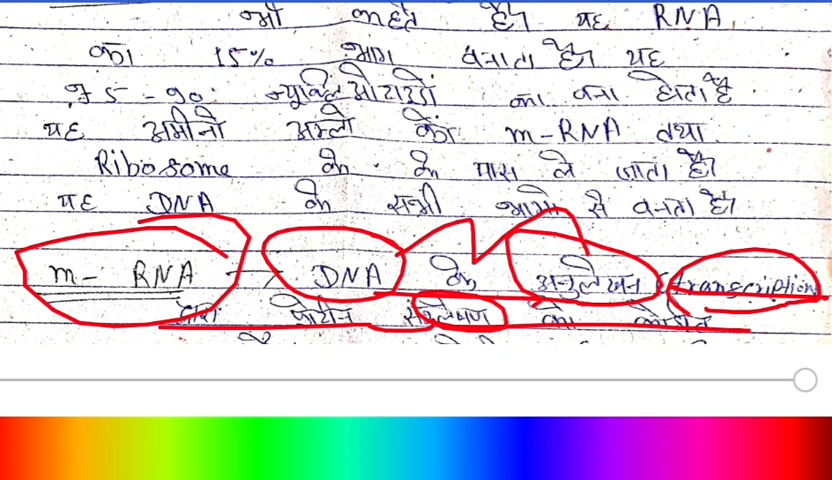 भी कहते है। यह RNA
का 15% भाग बनाता है। यह
75-90 न्यूक्लिओटाइडों का बना होता है
यह अमीनो अम्लो को m-RNA तथा
Ribosome के के पास ले जाता है।
यह DNA के सभी भागो से बनता है।
m- RNA → DNA के अनुलेखन (transcription)
द्वारा प्रोटीन संश्लेषण का कोडित